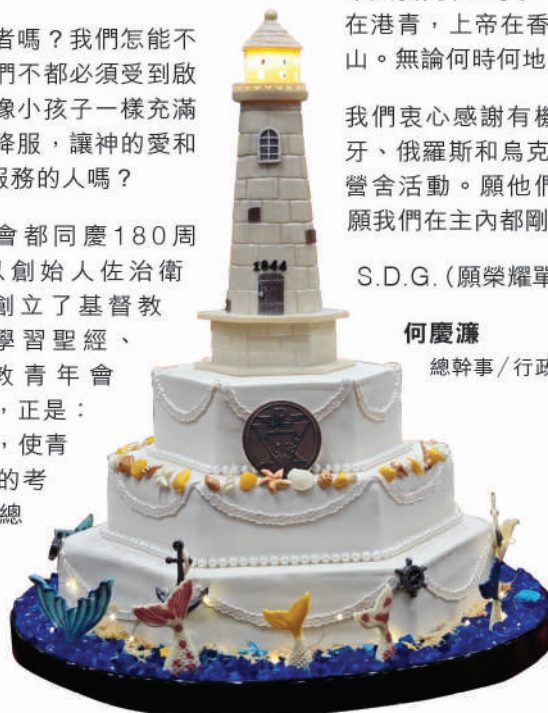 者嗎？我們怎能不
們不都必須受到啟
像小孩子一樣充滿
降服，讓神的愛和
服務的人嗎？
會都同慶180周
創始人佐治衛
創立了基督教
學習聖經、
教青年會
，正是：
，使青
的考
總
1844
在港青，上帝在香
山。無論何時何地
我們衷心感謝有機
牙、俄羅斯和烏克
營舍活動。願他們
願我們在主內都剛
S.D.G. (願榮耀單
何慶濂
總幹事／行政